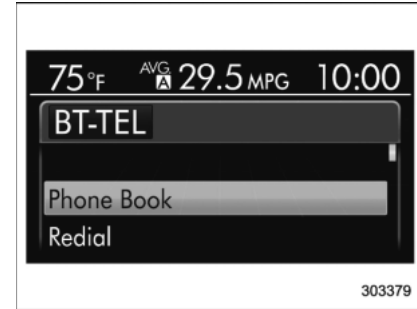 75°F AVG. A 29.5 MPG 10:00
BT-TEL
Phone Book
Redial
303379